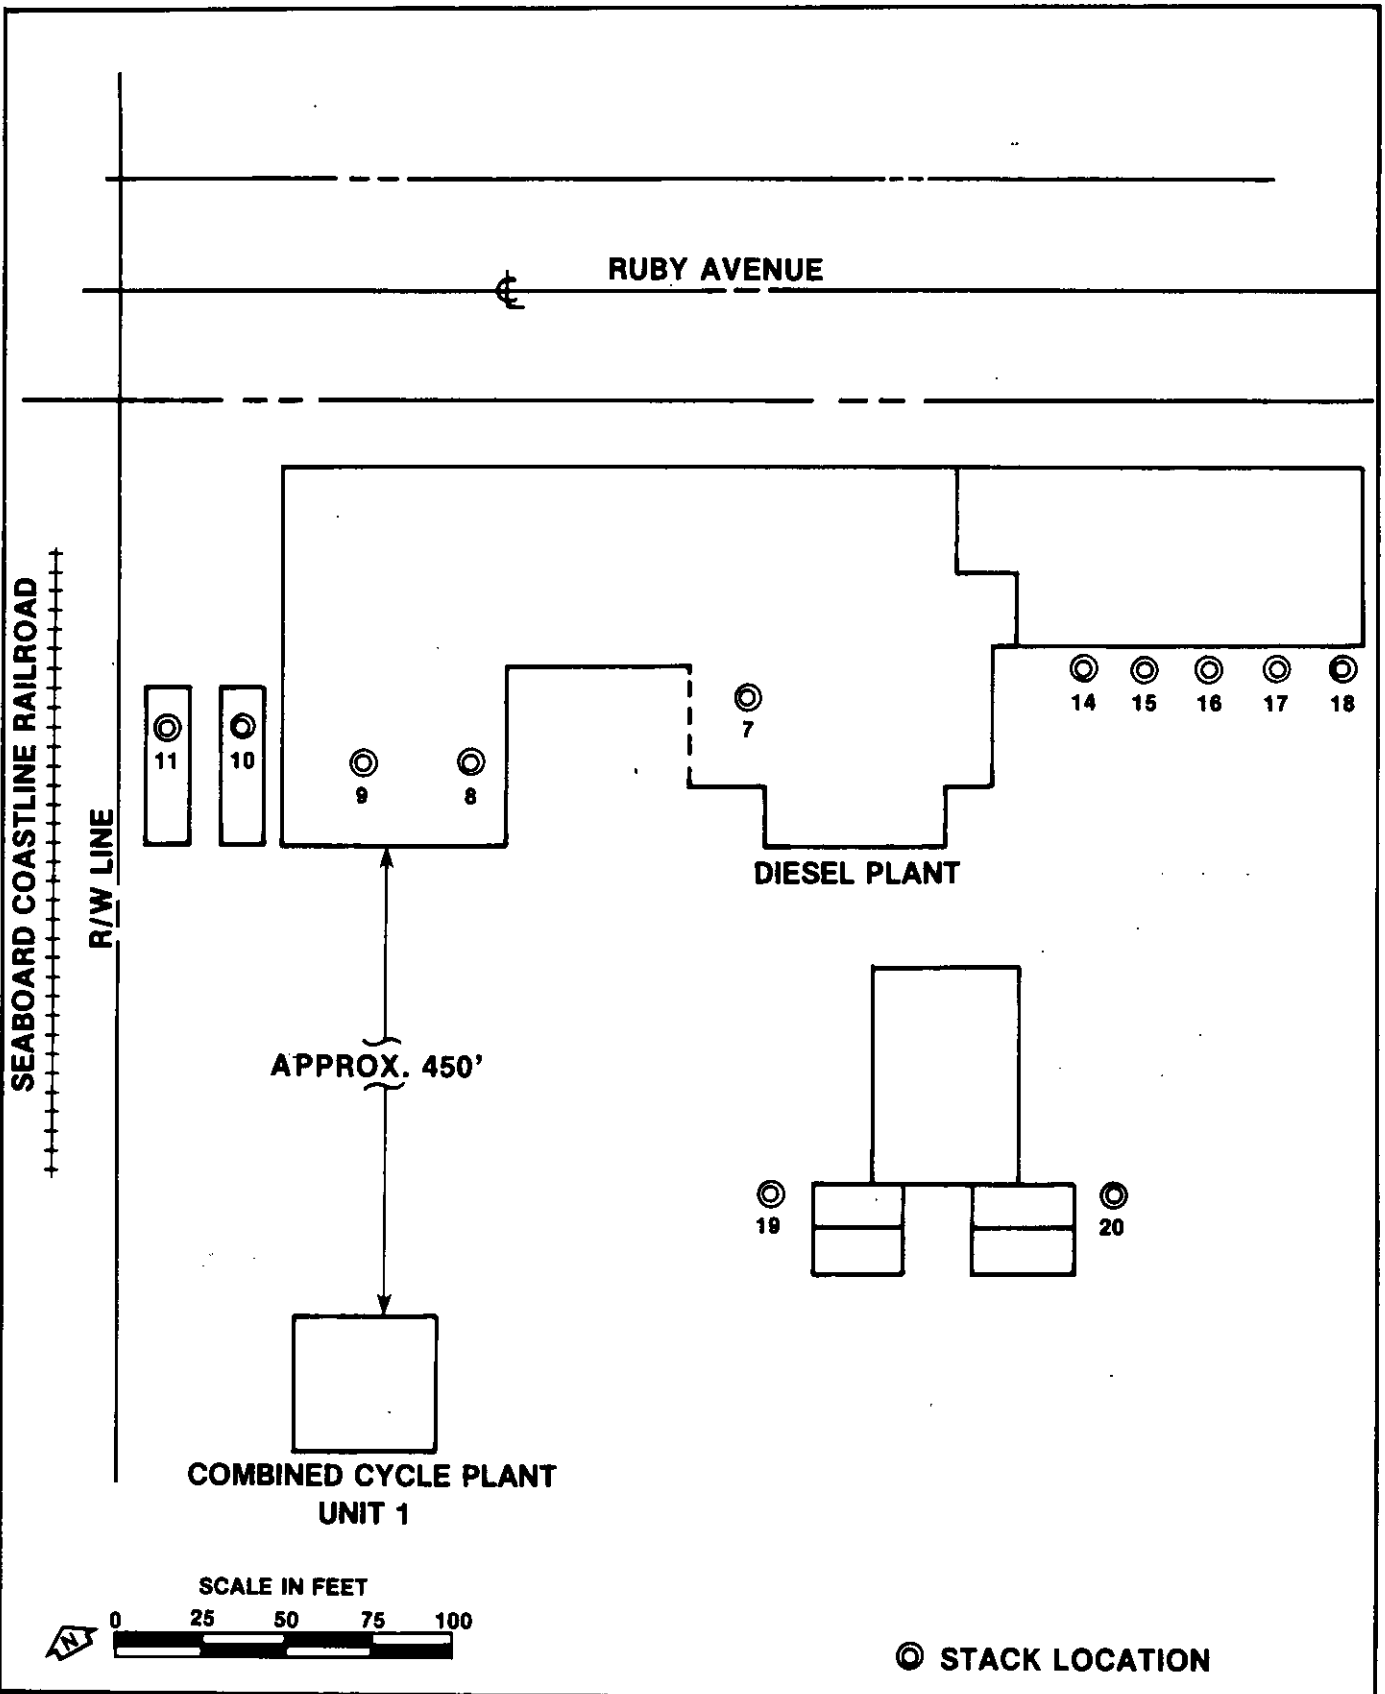 RUBY AVENUE
SEABOARD COASTLINE RAILROAD
R/W LINE
11
10
9
8
7
14
15
16
17
18
DIESEL PLANT
APPROX. 450'
19
20
COMBINED CYCLE PLANT
UNIT 1
SCALE IN FEET
0 25 50 75 100
N
STACK LOCATION